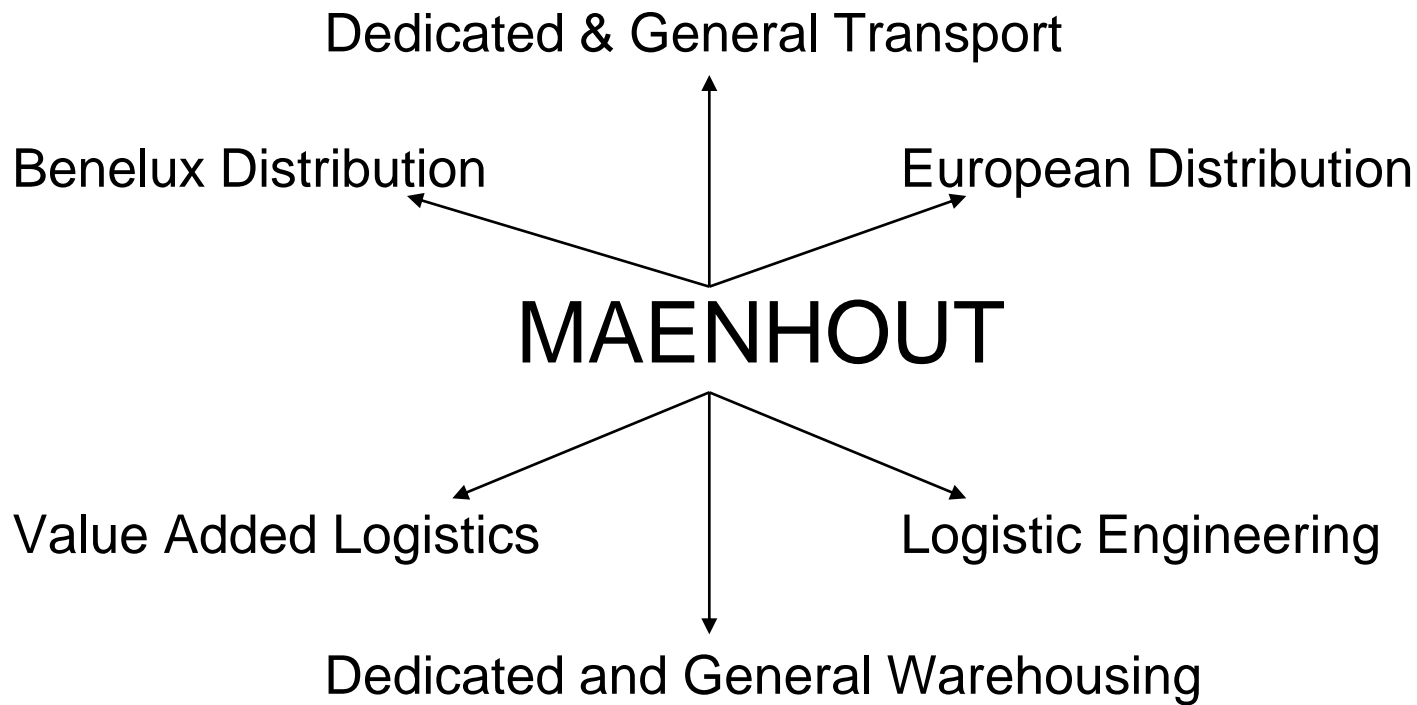 Dedicated & General Transport
Benelux Distribution
European Distribution
MAENHOUT
Value Added Logistics
Logistic Engineering
Dedicated and General Warehousing